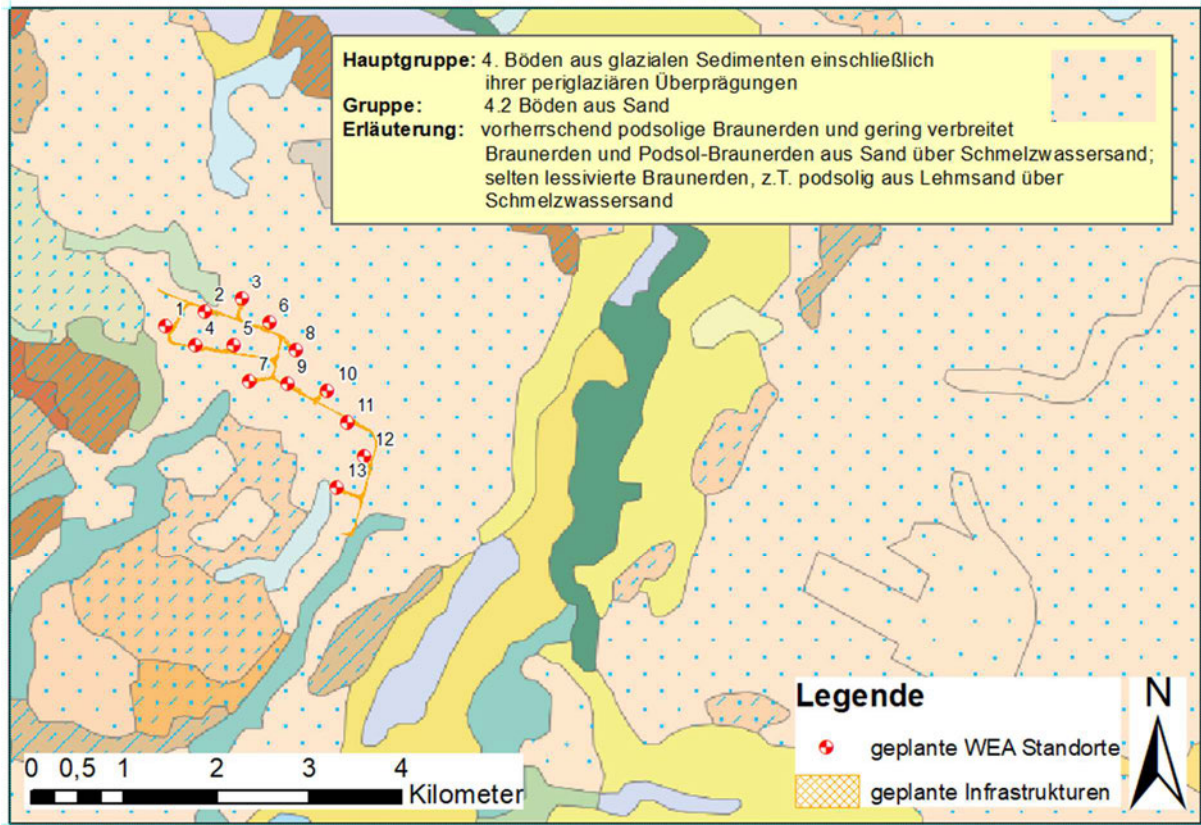 Hauptgruppe: 4. Böden aus glazialen Sedimenten einschließlich
ihrer periglaziären Überprägungen
Gruppe: 4.2 Böden aus Sand
Erläuterung: vorherrschend podsolige Braunerden und gering verbreitet
Braunerden und Podsol-Braunerden aus Sand über Schmelzwassersand;
selten lessivierte Braunerden, z.T. podsolig aus Lehmsand über
Schmelzwassersand
3
2
6
1
4
5
8
7
9
10
11
12
13
Legende
N
geplante WEA Standorte
geplante Infrastrukturen
0 0,5 1 2 3 4
Kilometer